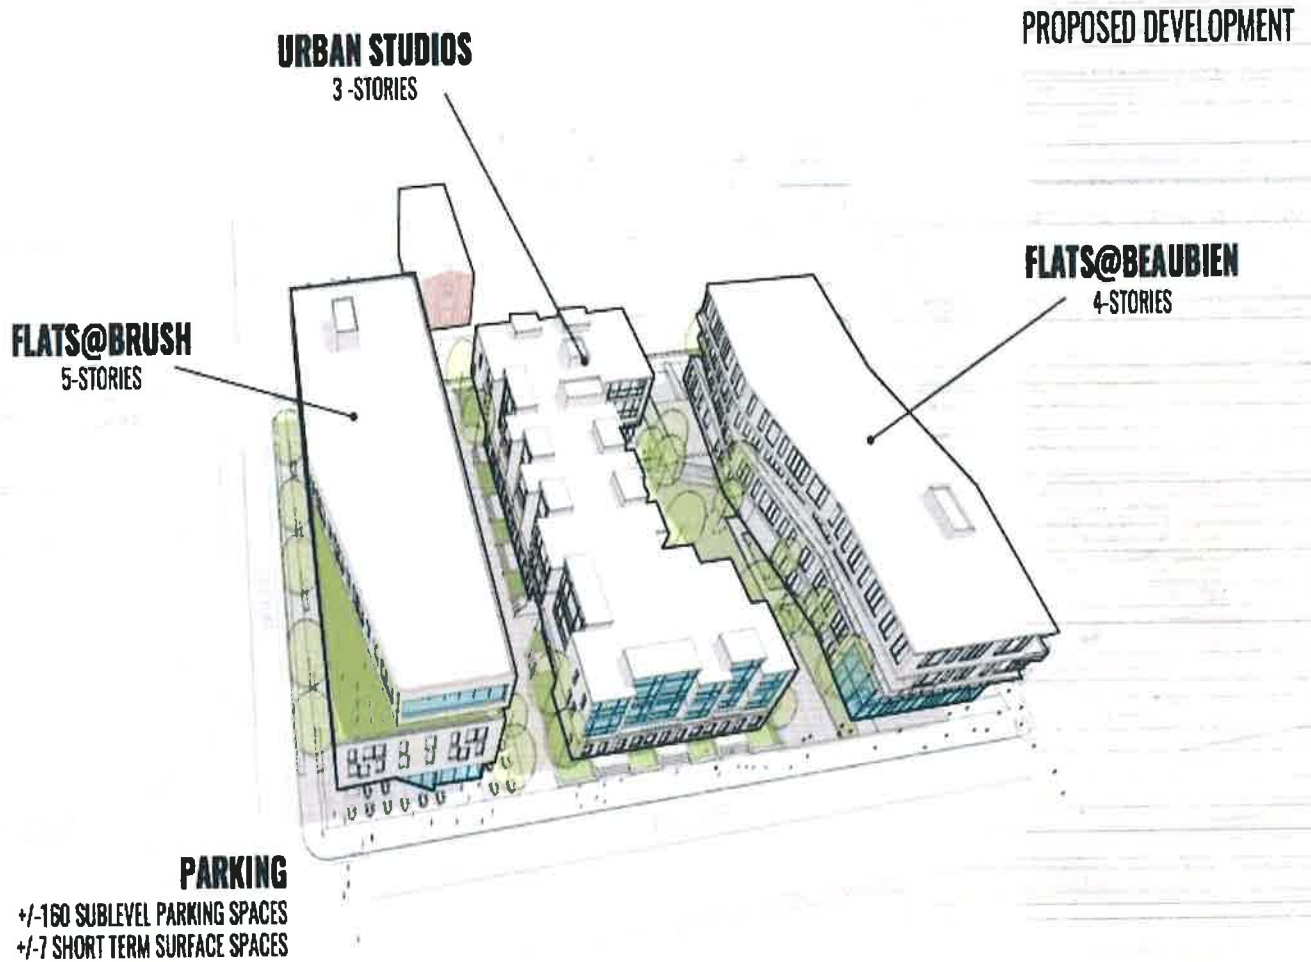 PROPOSED DEVELOPMENT
URBAN STUDIOS
3 -STORIES
FLATS@BEAUBIEN
4-STORIES
FLATS@BRUSH
5-STORIES
PARKING
+/-160 SUBLEVEL PARKING SPACES
+/-7 SHORT TERM SURFACE SPACES